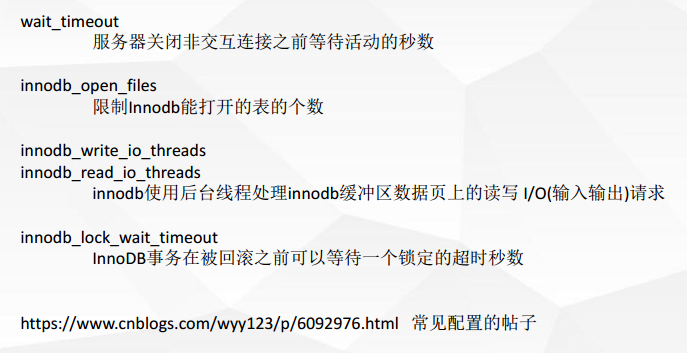 wait_timeout
服务器关闭非交互连接之前等待活动的秒数
innodb_open_files
限制Innodb能打开的表的个数
innodb_write_io_threads
innodb_read_io_threads
innodb使用后台线程处理innodb缓冲区数据页上的读写 I/O(输入输出)请求
innodb_lock_wait_timeout
InnoDB事务在被回滚之前可以等待一个锁定的超时秒数
https://www.cnblogs.com/wyy123/p/6092976.html 常见配置的帖子